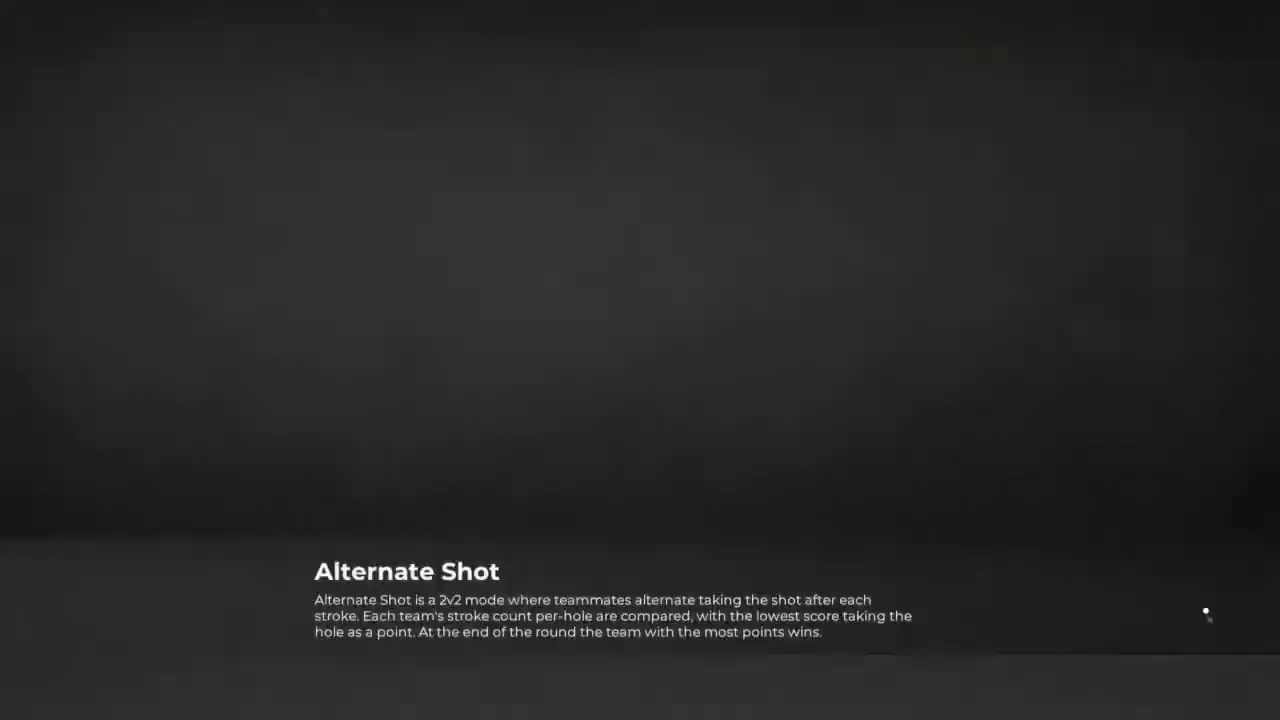 Alternate Shot
Alternate Shot is a 2v2 mode where teammates alternate taking the shot after each
stroke. Each team's stroke count per-hole are compared, with the lowest score taking the
hole as a point. At the end of the round the team with the most points wins.